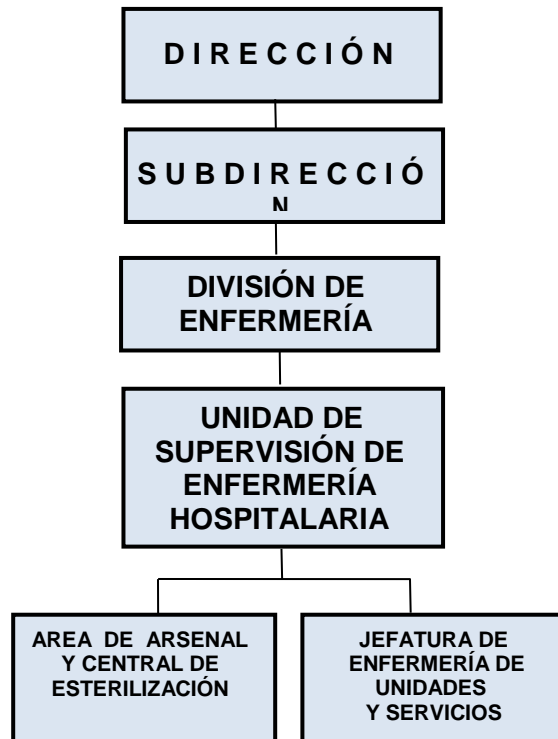 D I R E C C I Ó N
S U B D I R E C C I Ó
N
DIVISIÓN DE
ENFERMERÍA
UNIDAD DE
SUPERVISIÓN DE
ENFERMERÍA
HOSPITALARIA
AREA DE ARSENAL
Y CENTRAL DE
ESTERILIZACIÓN
JEFATURA DE
ENFERMERÍA DE
UNIDADES
Y SERVICIOS